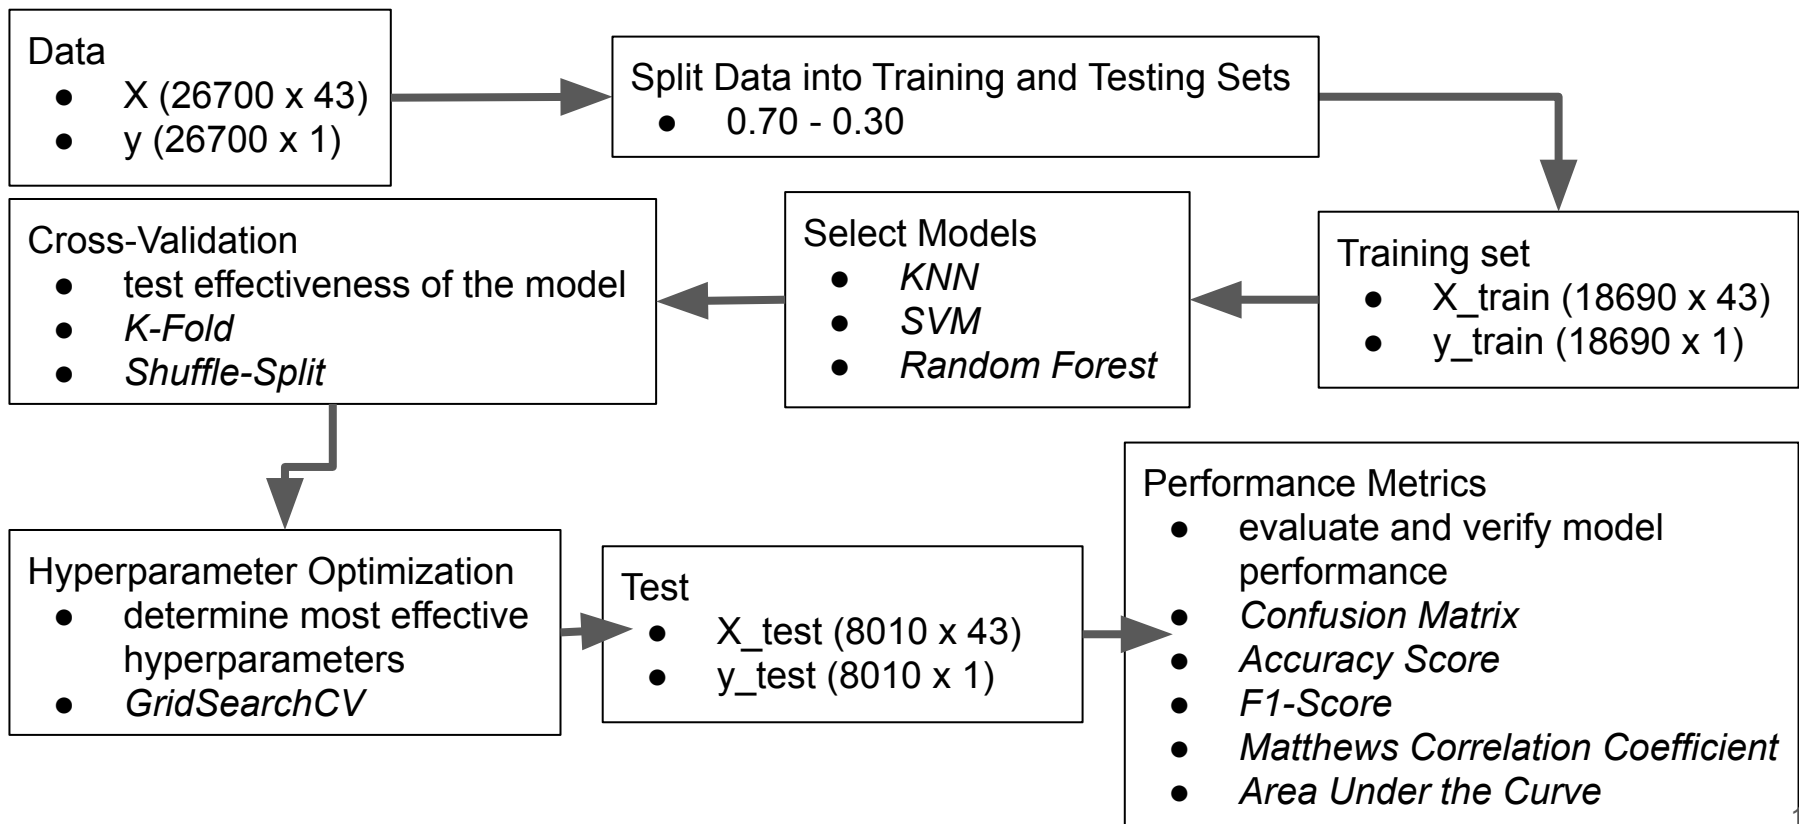 Data
● X (26700 x 43)
● y (26700 x 1)
Split Data into Training and Testing Sets
● 0.70 - 0.30
Training set
● X_train (18690 x 43)
● y_train (18690 x 1)
Select Models
● KNN
● SVM
● Random Forest
Cross-Validation
● test effectiveness of the model
● K-Fold
● Shuffle-Split
Hyperparameter Optimization
● determine most effective
hyperparameters
● GridSearchCV
Test
● X_test (8010 x 43)
● y_test (8010 x 1)
Performance Metrics
● evaluate and verify model
performance
● Confusion Matrix
● Accuracy Score
● F1-Score
● Matthews Correlation Coefficient
● Area Under the Curve